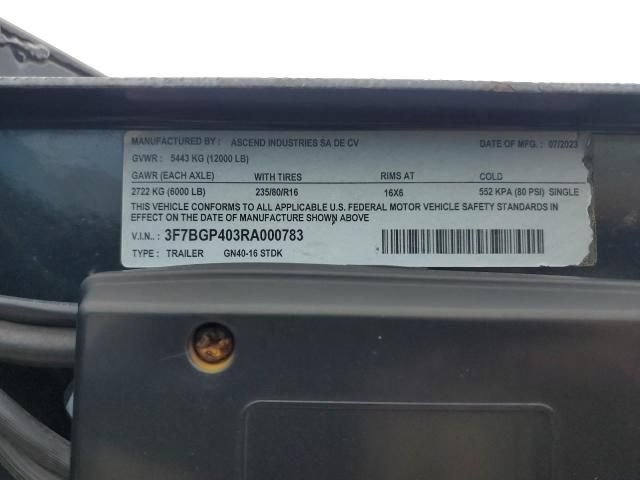 MANUFACTURED BY : ASCEND INDUSTRIES SA DE CV DATE OF MFG. : 07/2023
GVWR : 5443 KG (12000 LB)
GAWR (EACH AXLE) WITH TIRES RIMS AT COLD
2722 KG (6000 LB) 235/80/R16 16X6 552 KPA (80 PSI) SINGLE
THIS VEHICLE CONFORMS TO ALL APPLICABLE U.S. FEDERAL MOTOR VEHICLE SAFETY STANDARDS IN
EFFECT ON THE DATE OF MANUFACTURE SHOWN ABOVE
V.I.N.. : 3F7BGP403RA000783
TYPE : TRAILER GN40-16 STDK